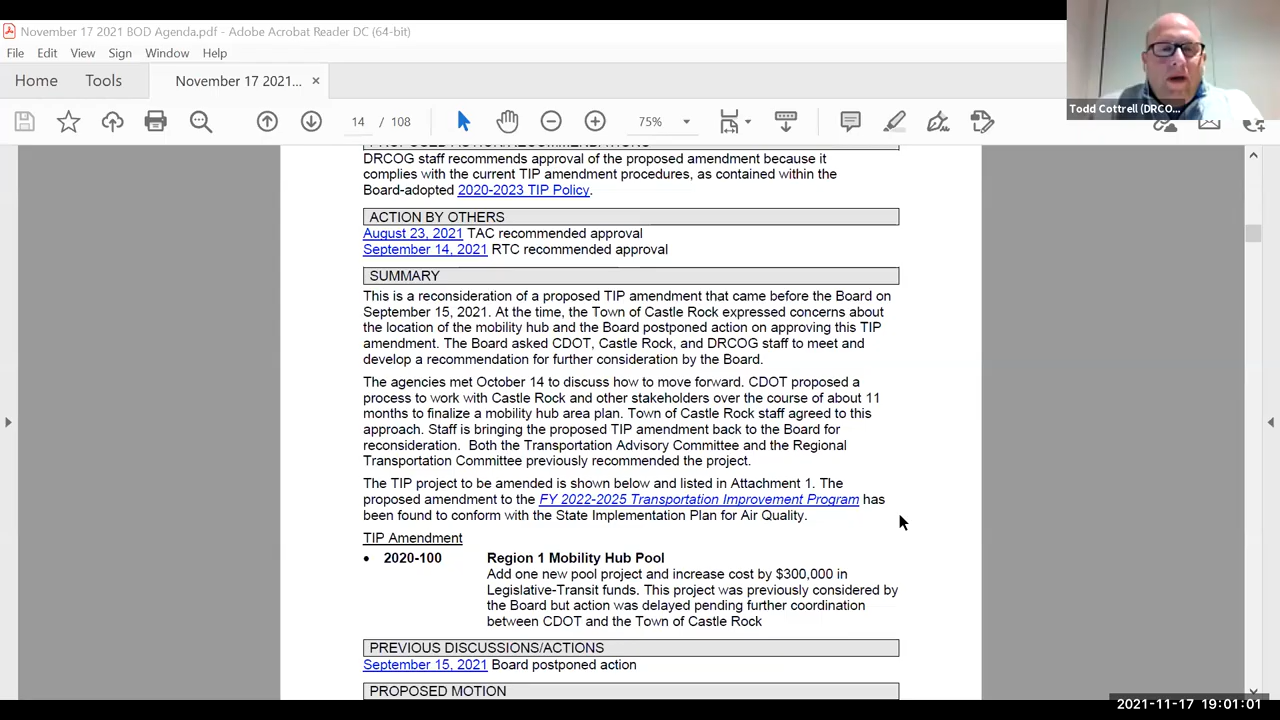 November 17 2021 BOD Agenda.pdf - Adobe Acrobat Reader DC (64-bit)
File Edit View Sign Window Help
Home Tools November 17 2021... ×
14 / 108 75%
Todd Cottrell (DRCO...
PROPOSED ACTION/RECOMMENDATIONS
DRCOG staff recommends approval of the proposed amendment because it
complies with the current TIP amendment procedures, as contained within the
Board-adopted 2020-2023 TIP Policy.
ACTION BY OTHERS
August 23, 2021 TAC recommended approval
September 14, 2021 RTC recommended approval
SUMMARY
This is a reconsideration of a proposed TIP amendment that came before the Board on
September 15, 2021. At the time, the Town of Castle Rock expressed concerns about
the location of the mobility hub and the Board postponed action on approving this TIP
amendment. The Board asked CDOT, Castle Rock, and DRCOG staff to meet and
develop a recommendation for further consideration by the Board.
The agencies met October 14 to discuss how to move forward. CDOT proposed a
process to work with Castle Rock and other stakeholders over the course of about 11
months to finalize a mobility hub area plan. Town of Castle Rock staff agreed to this
approach. Staff is bringing the proposed TIP amendment back to the Board for
reconsideration. Both the Transportation Advisory Committee and the Regional
Transportation Committee previously recommended the project.
The TIP project to be amended is shown below and listed in Attachment 1. The
proposed amendment to the FY 2022-2025 Transportation Improvement Program has
been found to conform with the State Implementation Plan for Air Quality.
TIP Amendment
• 2020-100 Region 1 Mobility Hub Pool
Add one new pool project and increase cost by $300,000 in
Legislative-Transit funds. This project was previously considered by
the Board but action was delayed pending further coordination
between CDOT and the Town of Castle Rock
PREVIOUS DISCUSSIONS/ACTIONS
September 15, 2021 Board postponed action
PROPOSED MOTION
2021-11-17 19:01:01